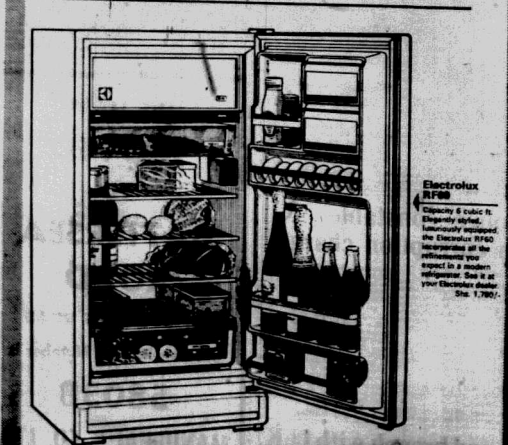 Electrolux
RF60
Capacity 6 cubic ft.
Elegantly styled,
luxuriously equipped,
the Electrolux RF60
incorporates all the
refinements you
expect in a modern
refrigerator. See it at
your Electrolux dealer.
Shs. 1,780/-